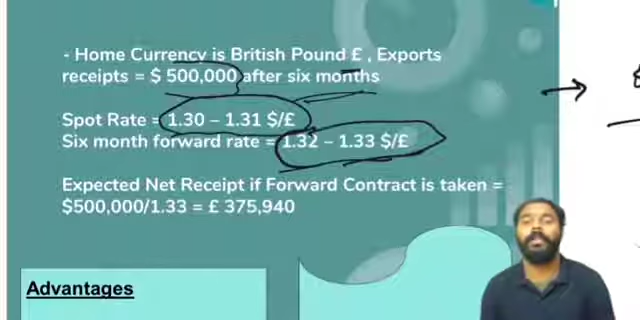 - Home Currency is British Pound £ , Exports
receipts = $ 500,000 after six months
Spot Rate = 1.30 – 1.31 $/£
Six month forward rate = 1.32 – 1.33 $/£
Expected Net Receipt if Forward Contract is taken =
$500,000/1.33 = £ 375,940
Advantages